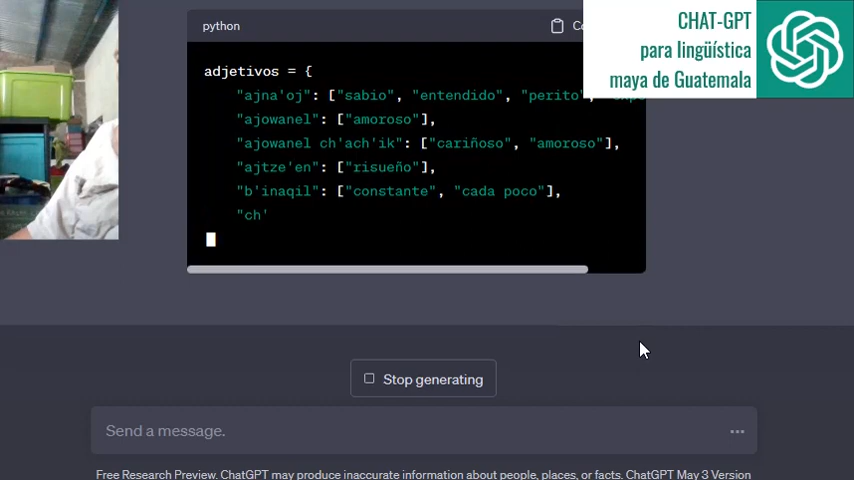 CHAT-GPT
para lingüística
maya de Guatemala
python
adjetivos = {
"ajna'oj": ["sabio", "entendido", "perito",
"ajowanel": ["amoroso"],
"ajowanel ch'ach'ik": ["cariñoso", "amoroso"],
"ajtze'en": ["risueño"],
"b'inaqil": ["constante", "cada poco"],
"ch'
Stop generating
Send a message.
Free Research Preview. ChatGPT may produce inaccurate information about people, places, or facts. ChatGPT May 3 Version